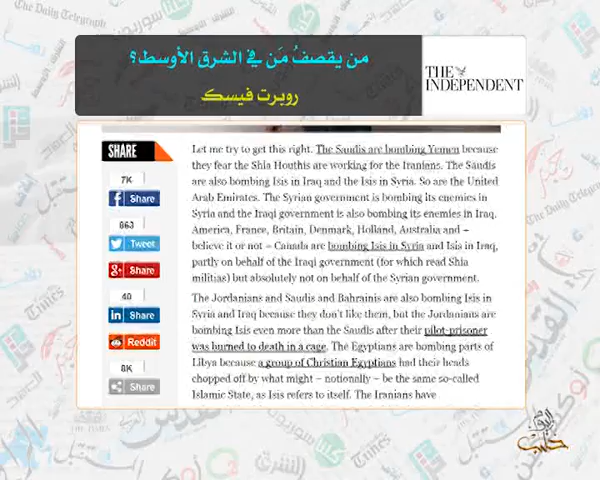 من يقصفُ مَن في الشرق الأوسط؟
روبرت فيسك
THE
INDEPENDENT
SHARE
7K
Share
863
Tweet
Share
40
Share
Reddit
8K
Share
Let me try to get this right. The Saudis are bombing Yemen because
they fear the Shia Houthis are working for the Iranians. The Saudis
are also bombing Isis in Iraq and the Isis in Syria. So are the United
Arab Emirates. The Syrian government is bombing its enemies in
Syria and the Iraqi government is also bombing its enemies in Iraq.
America, France, Britain, Denmark, Holland, Australia and –
believe it or not – Canada are bombing Isis in Syria and Isis in Iraq,
partly on behalf of the Iraqi government (for which read Shia
militias) but absolutely not on behalf of the Syrian government.
The Jordanians and Saudis and Bahrainis are also bombing Isis in
Syria and Iraq because they don't like them, but the Jordanians are
bombing Isis even more than the Saudis after their pilot-prisoner
was burned to death in a cage. The Egyptians are bombing parts of
Libya because a group of Christian Egyptians had their heads
chopped off by what might – notionally – be the same so-called
Islamic State, as Isis refers to itself. The Iranians have